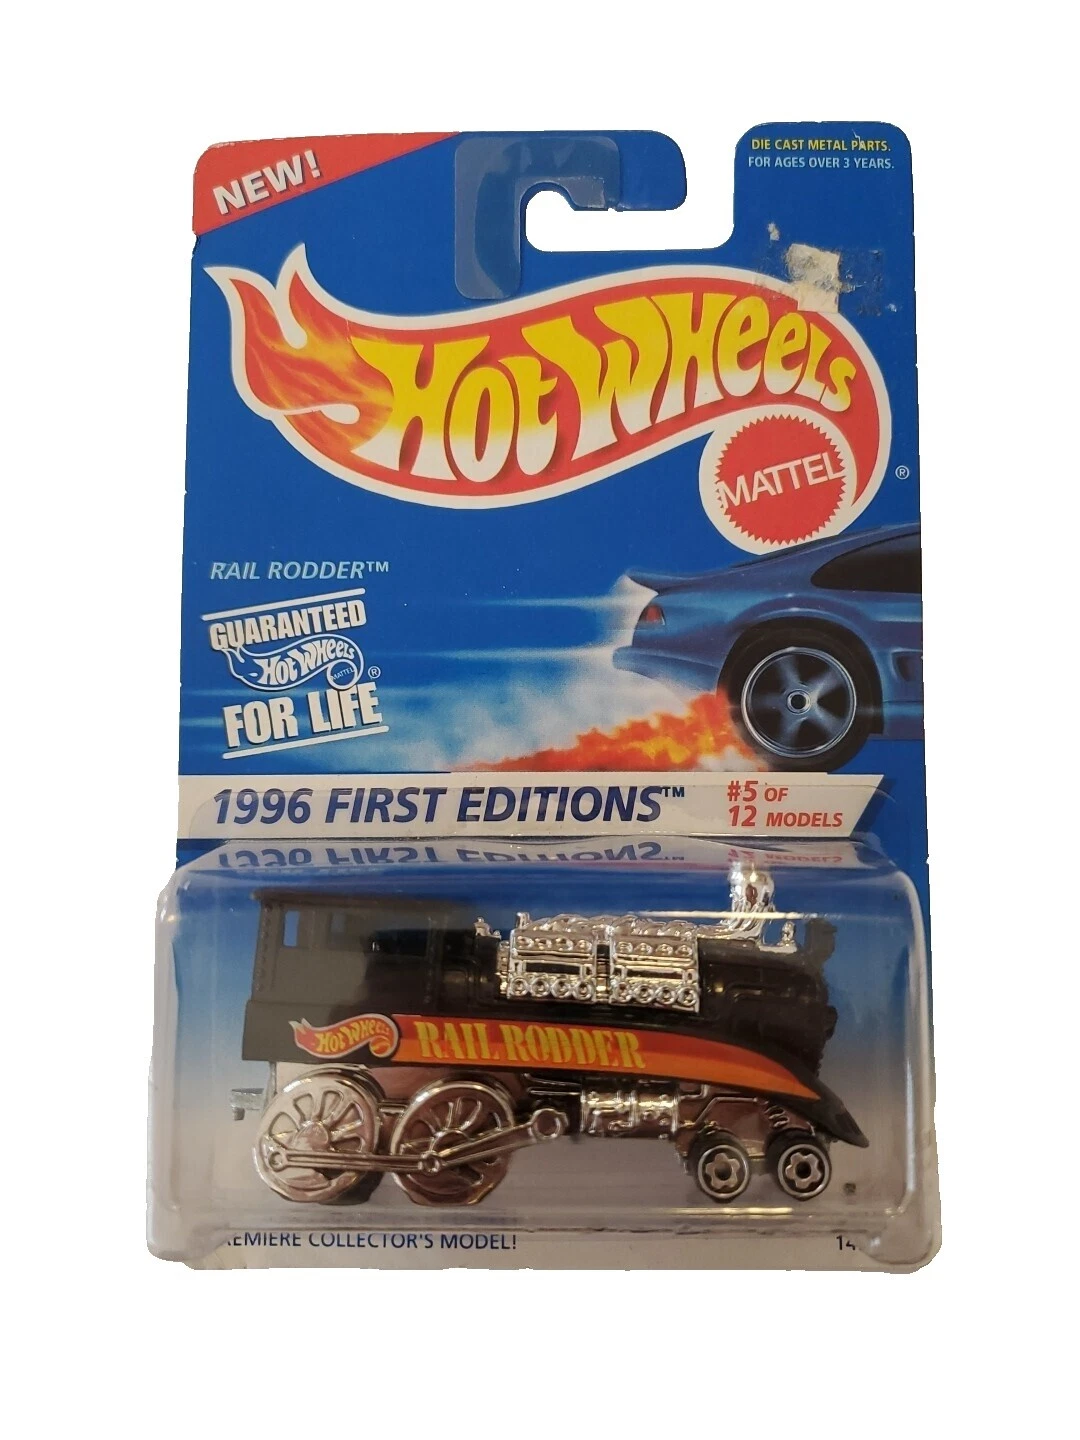 NEW!
DIE CAST METAL PARTS.
FOR AGES OVER 3 YEARS.
HOT WHEELS
MATTEL
®
RAIL RODDER™
GUARANTEED
HOT WHEELS
MATTEL
®
FOR LIFE
1996 FIRST EDITIONS™
#5 OF
12 MODELS
HOT WHEELS
RAIL RODDER
COLLECTOR'S MODEL!